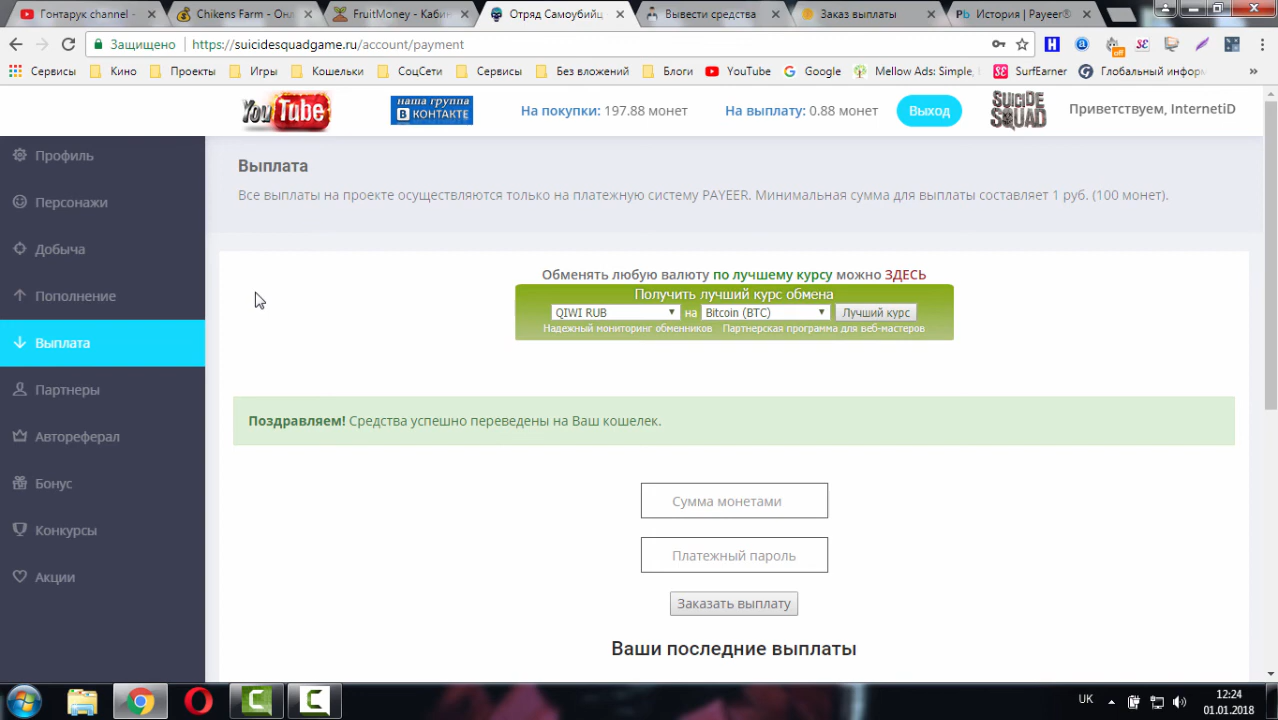 Гонтарук channel -
Chikens Farm - Онл
FruitMoney - Кабин
Отряд Самоубийц
Вывести средства
Заказ выплаты
История | Payeer®
Защищено
https://suicidesquadgame.ru/account/payment
Сервисы
Кино
Проекты
Игры
Кошельки
СоцСети
Сервисы
Без вложений
Блоги
YouTube
Google
Mellow Ads: Simple,
SurfEarner
Глобальный инфор
YouTube
наша группа
В КОНТАКТЕ
На покупки: 197.88 монет
На выплату: 0.88 монет
Выход
SUICIDE
SQUAD
Приветствуем, InternetiD
Профиль
Персонажи
Добыча
Пополнение
Выплата
Партнеры
Автореферал
Бонус
Конкурсы
Акции
Выплата
Все выплаты на проекте осуществляются только на платежную систему PAYEER. Минимальная сумма для выплаты составляет 1 руб. (100 монет).
Обменять любую валюту по лучшему курсу можно ЗДЕСЬ
Получить лучший курс обмена
QIWI RUB на Bitcoin (BTC) Лучший курс
Надежный мониторинг обменников Партнерская программа для веб-мастеров
Поздравляем! Средства успешно переведены на Ваш кошелек.
Сумма монетами
Платежный пароль
Заказать выплату
Ваши последние выплаты
UK
12:24
01.01.2018